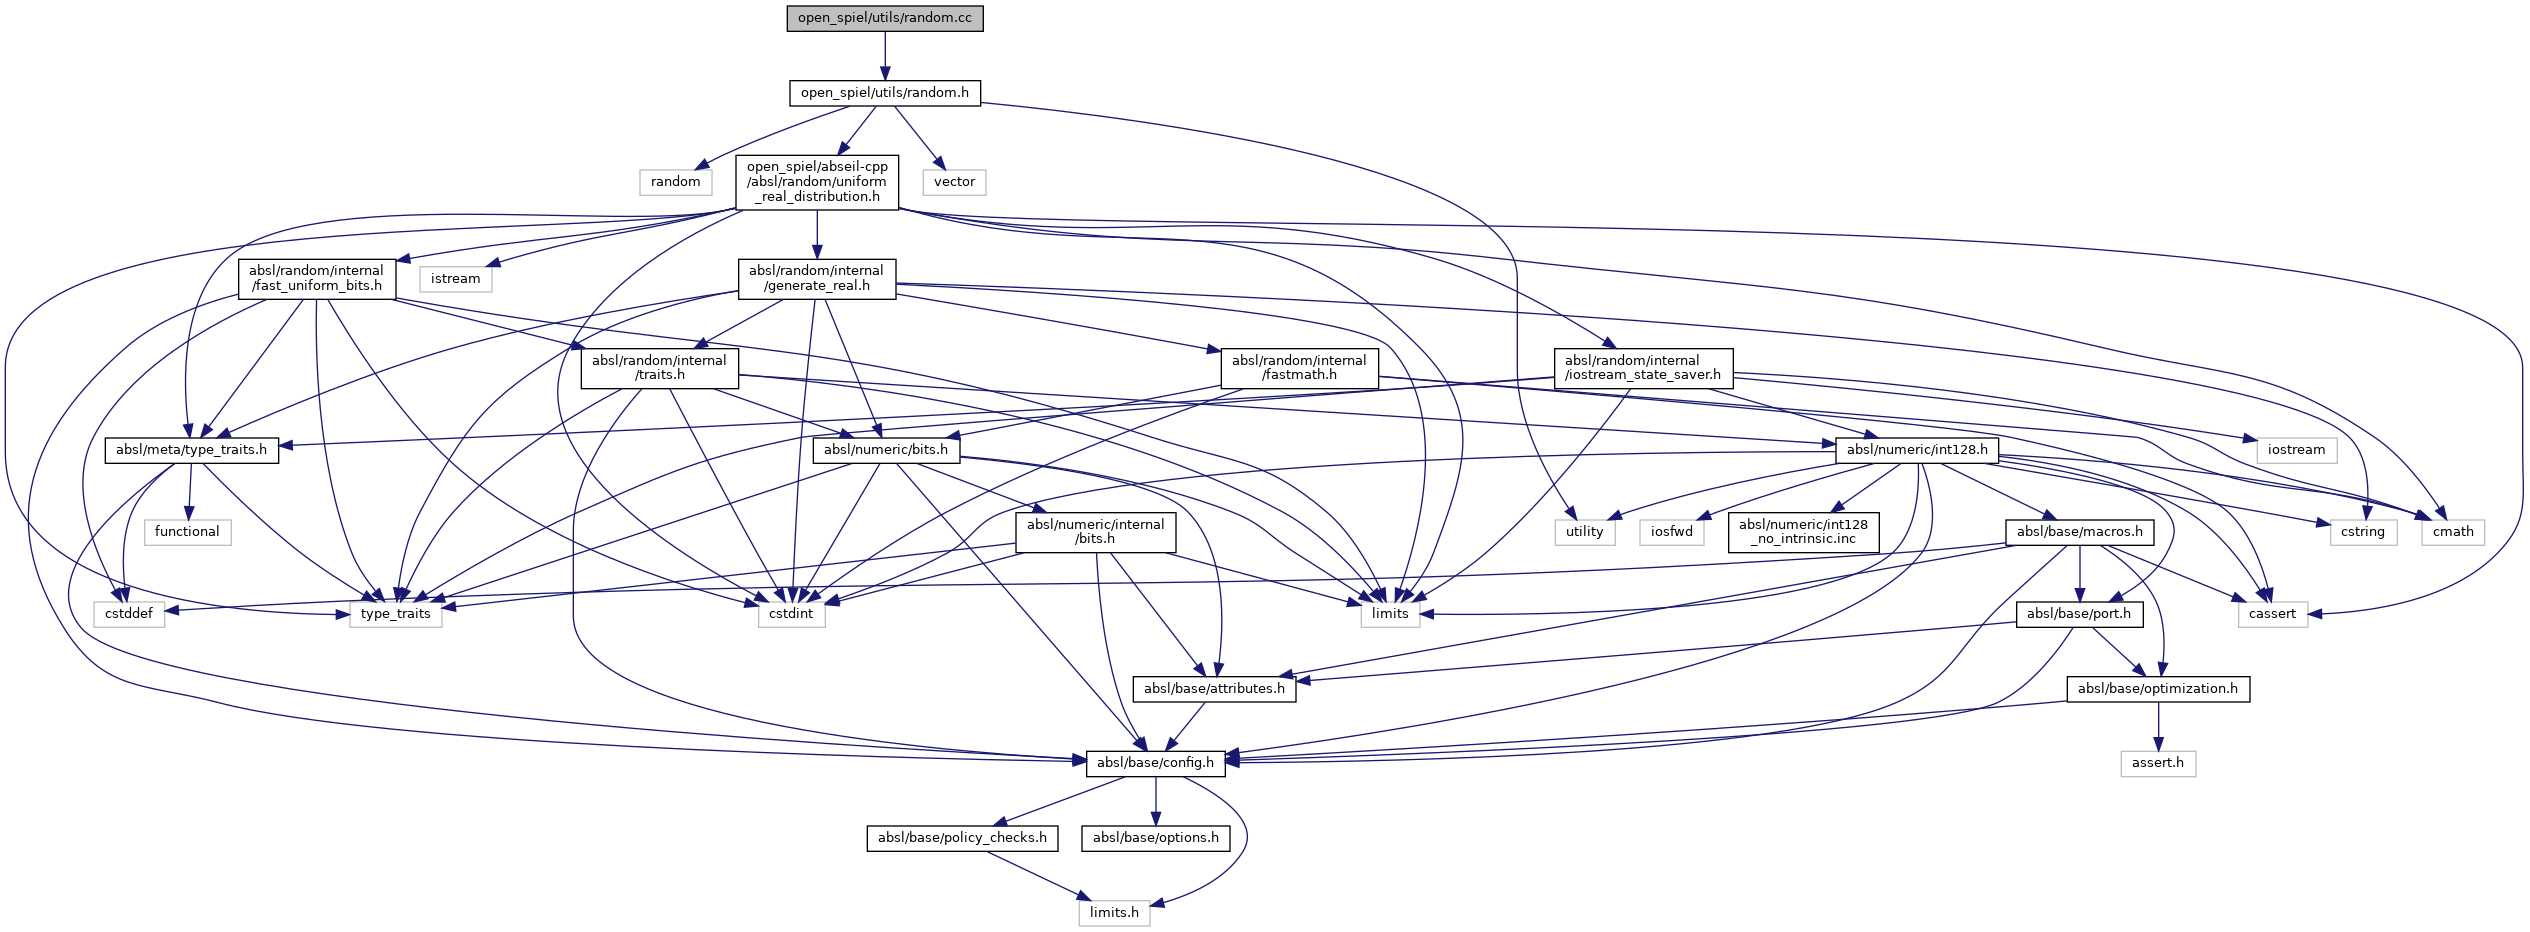 open_spiel/utils/random.cc
open_spiel/utils/random.h
random
open_spiel/abseil-cpp
/absl/random/uniform
_real_distribution.h
vector
absl/random/internal
/fast_uniform_bits.h
istream
absl/random/internal
/generate_real.h
absl/random/internal
/traits.h
absl/random/internal
/fastmath.h
absl/random/internal
/iostream_state_saver.h
absl/meta/type_traits.h
absl/numeric/bits.h
absl/numeric/int128.h
iostream
functional
absl/numeric/internal
/bits.h
utility
iosfwd
absl/numeric/int128
_no_intrinsic.inc
absl/base/macros.h
cstring
cmath
cstddef
type_traits
cstdint
limits
absl/base/port.h
cassert
absl/base/attributes.h
absl/base/optimization.h
absl/base/config.h
assert.h
absl/base/policy_checks.h
absl/base/options.h
limits.h